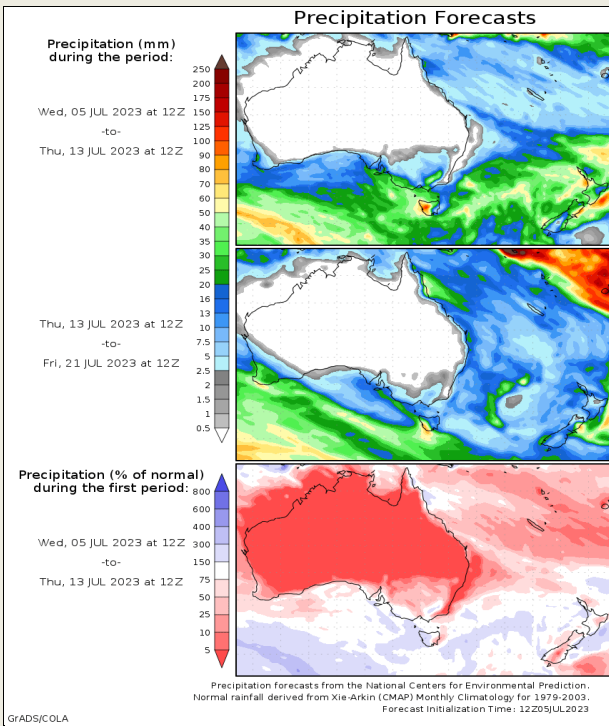 Precipitation Forecasts
Precipitation (mm)
during the period:
Wed, 05 JUL 2023 at 12Z
-to-
Thu, 13 JUL 2023 at 12Z
250
200
175
150
125
100
90
80
70
60
50
40
35
30
25
20
16
13
10
7.5
5
2.5
2
1.5
1
0.5
Thu, 13 JUL 2023 at 12Z
-to-
Fri, 21 JUL 2023 at 12Z
Precipitation (% of normal)
during the first period:
Wed, 05 JUL 2023 at 12Z
-to-
Thu, 13 JUL 2023 at 12Z
800
600
400
300
150
75
50
25
10
5
Precipitation forecasts from the National Centers for Environmental Prediction.
Normal rainfall derived from Xie-Arkin (CMAP) Monthly Climatology for 1979-2003.
Forecast Initialization Time: 12Z05JUL2023
GrADS/COLA